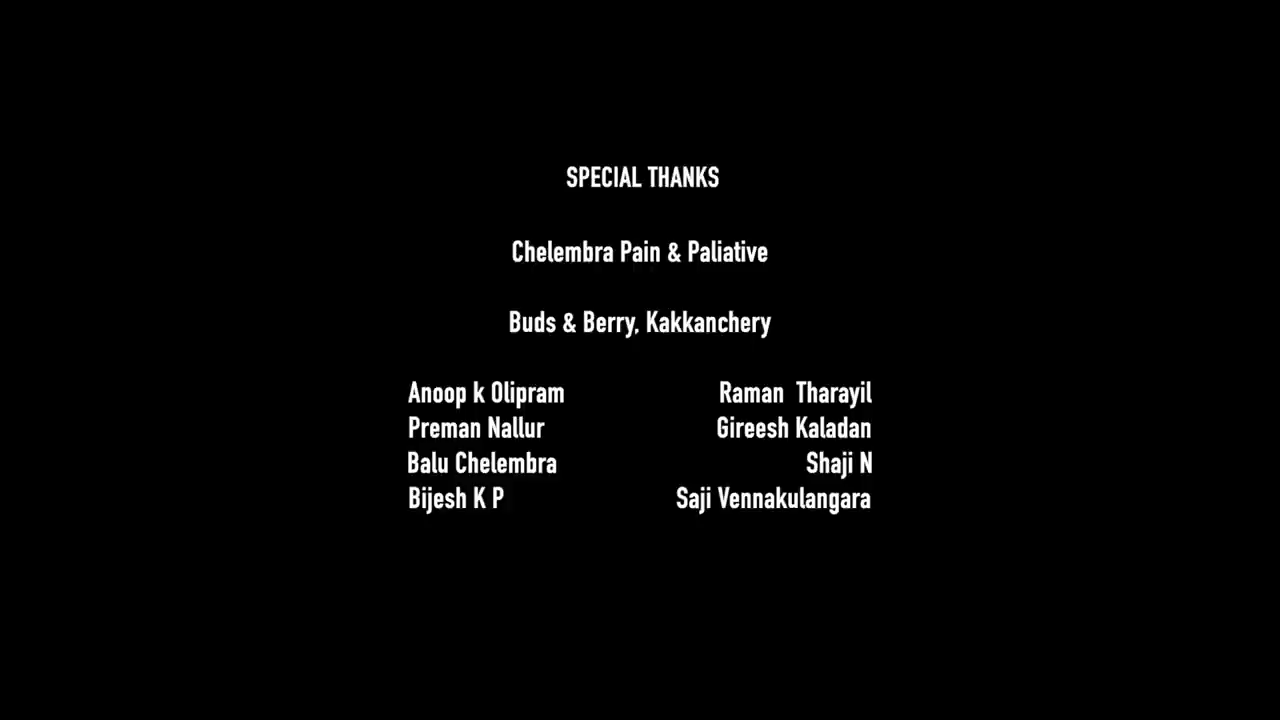 SPECIAL THANKS
Chelembra Pain & Paliative
Buds & Berry, Kakkanchery
Anoop k Olipram Raman Tharayil
Preman Nallur Gireesh Kaladan
Balu Chelembra Shaji N
Bijesh K P Saji Vennakulangara